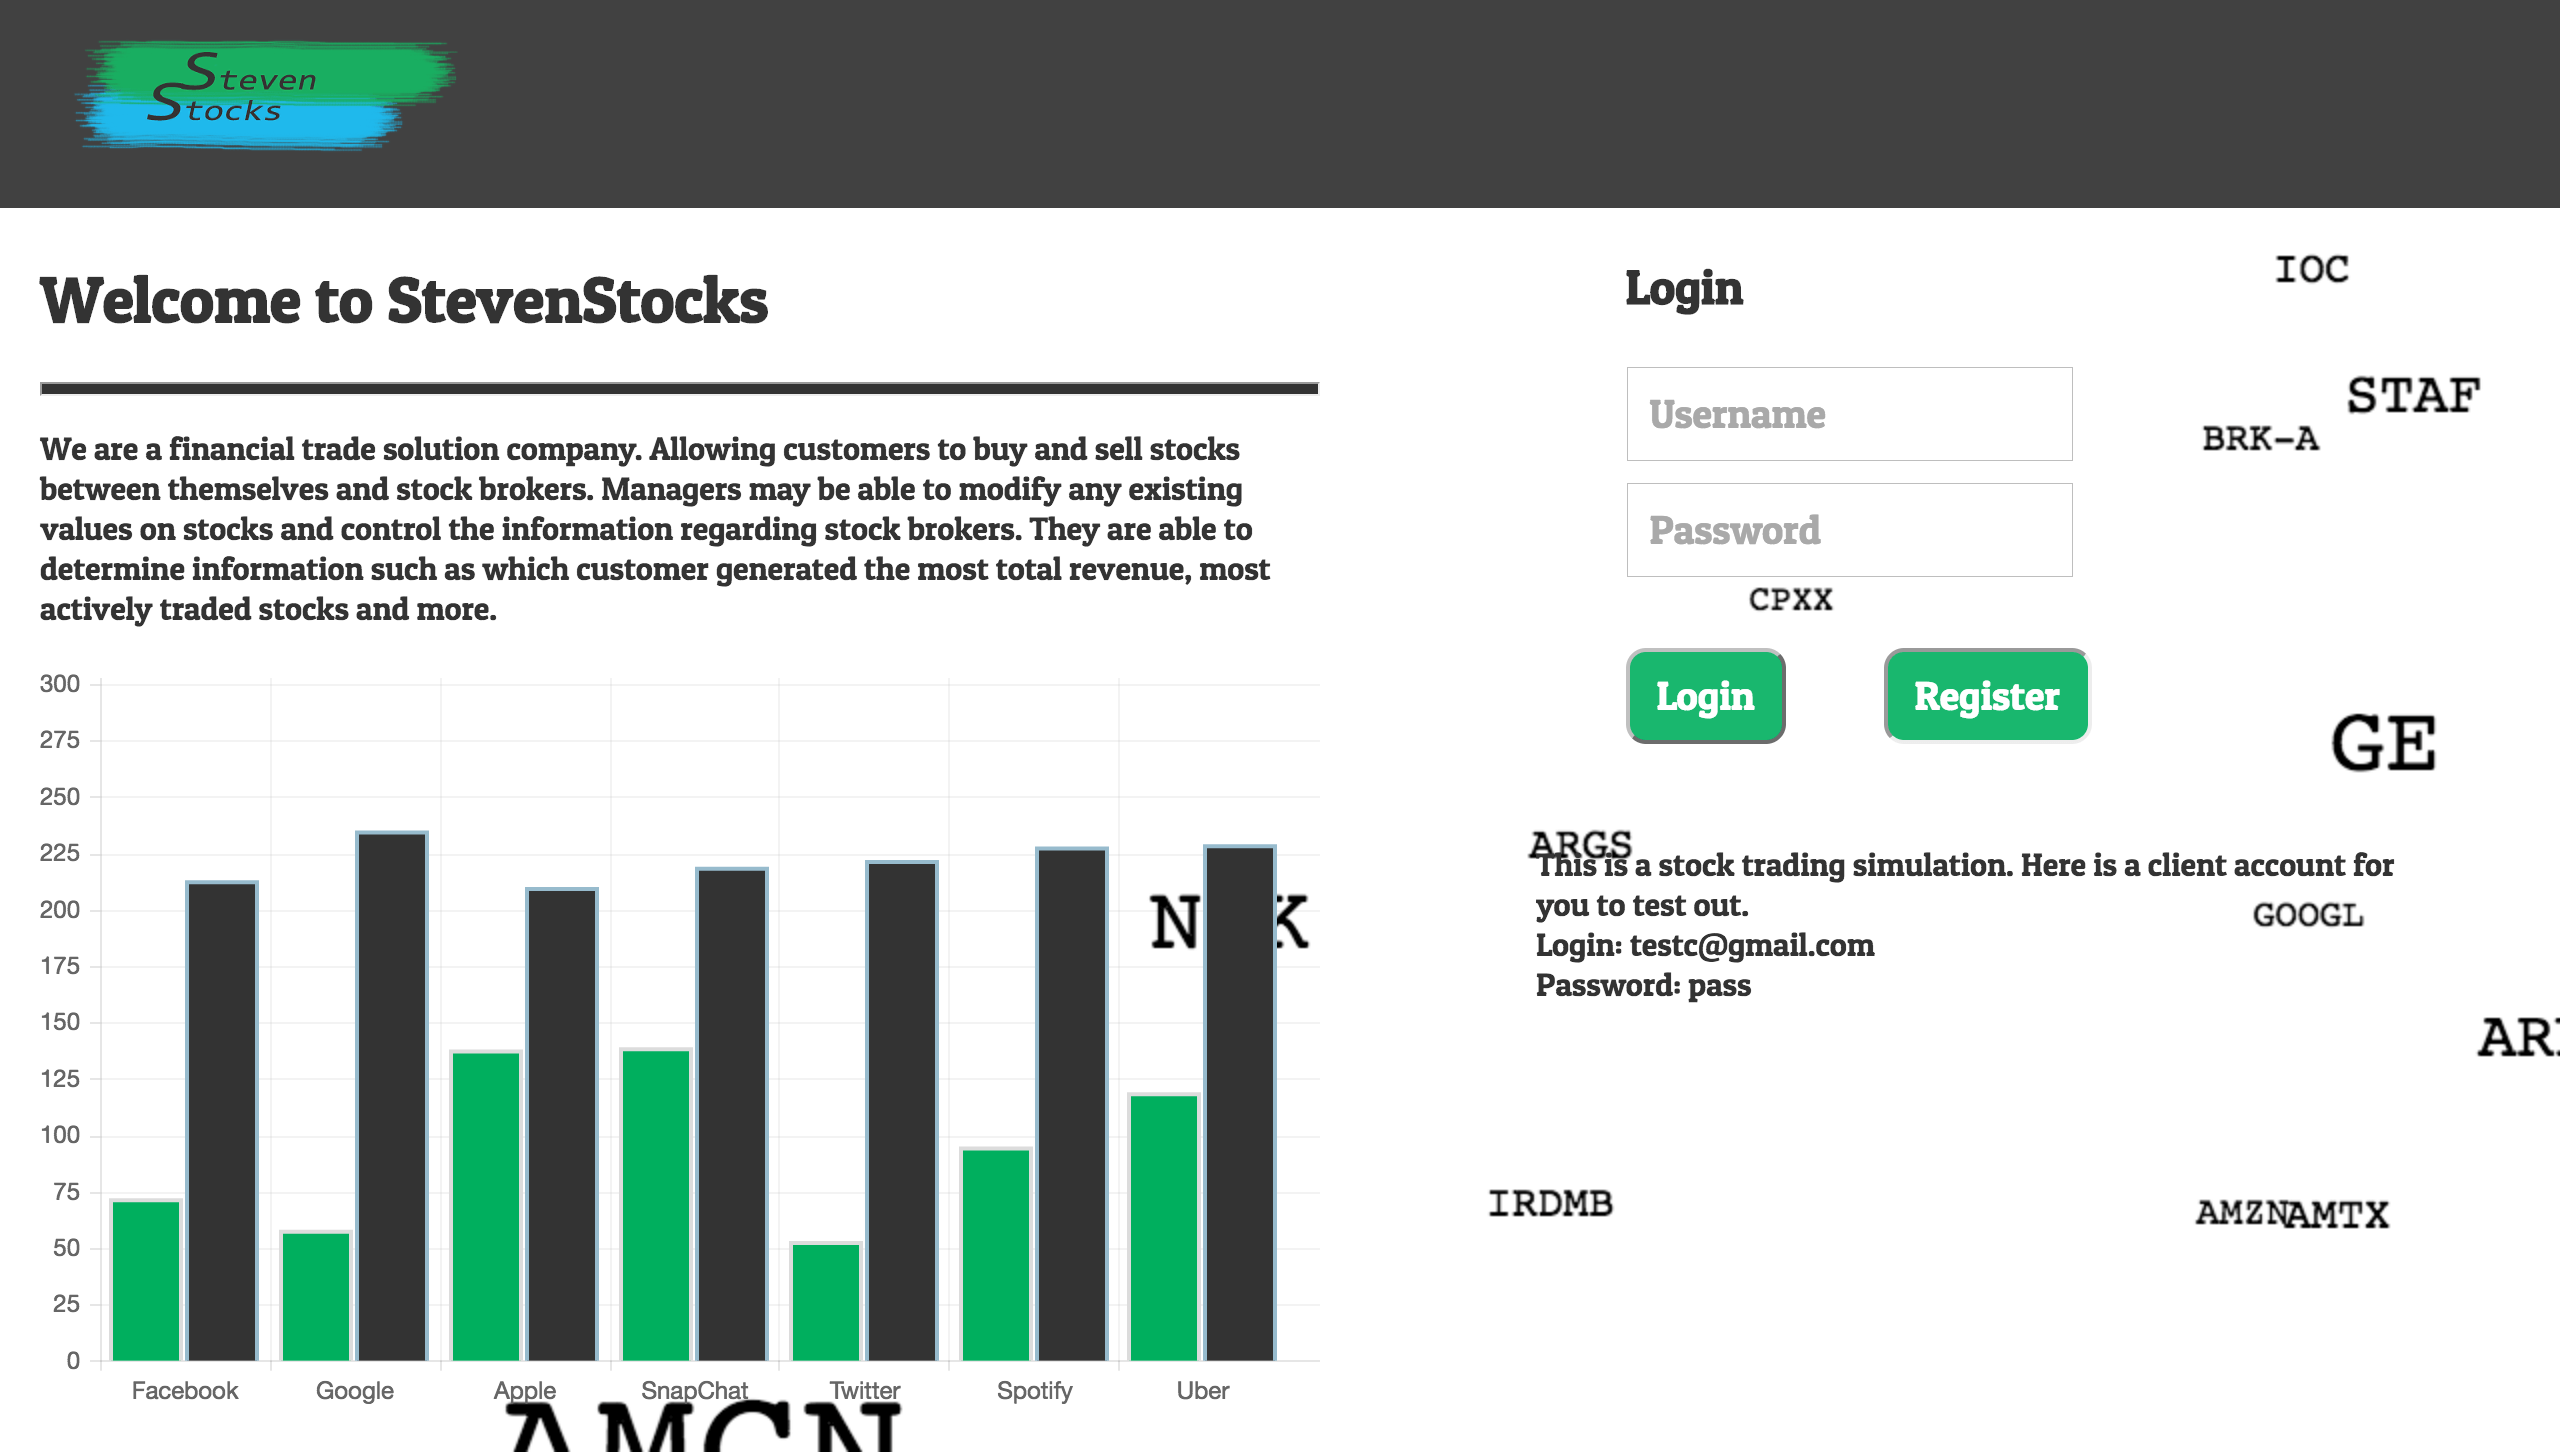 Steven
Stocks
Welcome to StevenStocks
We are a financial trade solution company. Allowing customers to buy and sell stocks
between themselves and stock brokers. Managers may be able to modify any existing
values on stocks and control the information regarding stock brokers. They are able to
determine information such as which customer generated the most total revenue, most
actively traded stocks and more.
300
275
250
225
200
175
150
125
100
75
50
25
0
Facebook Google Apple SnapChat Twitter Spotify Uber
AMCN
Login
Username
Password
CPXX
Login Register
IOC
STAF
BRK-A
GE
ARGS
This is a stock trading simulation. Here is a client account for
you to test out.
Login: testc@gmail.com
Password: pass
GOOGL
IRDMB
AMZN
AMTX